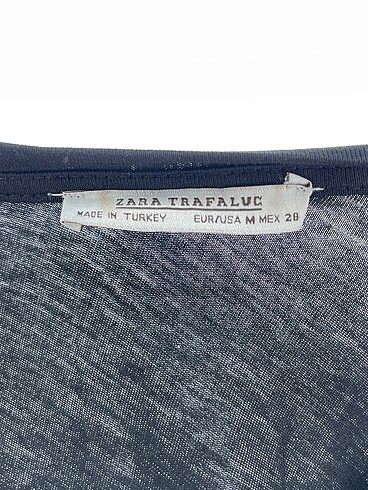 ZARA TRAFALUC
MADE IN TURKEY EUR/USA M MEX 28